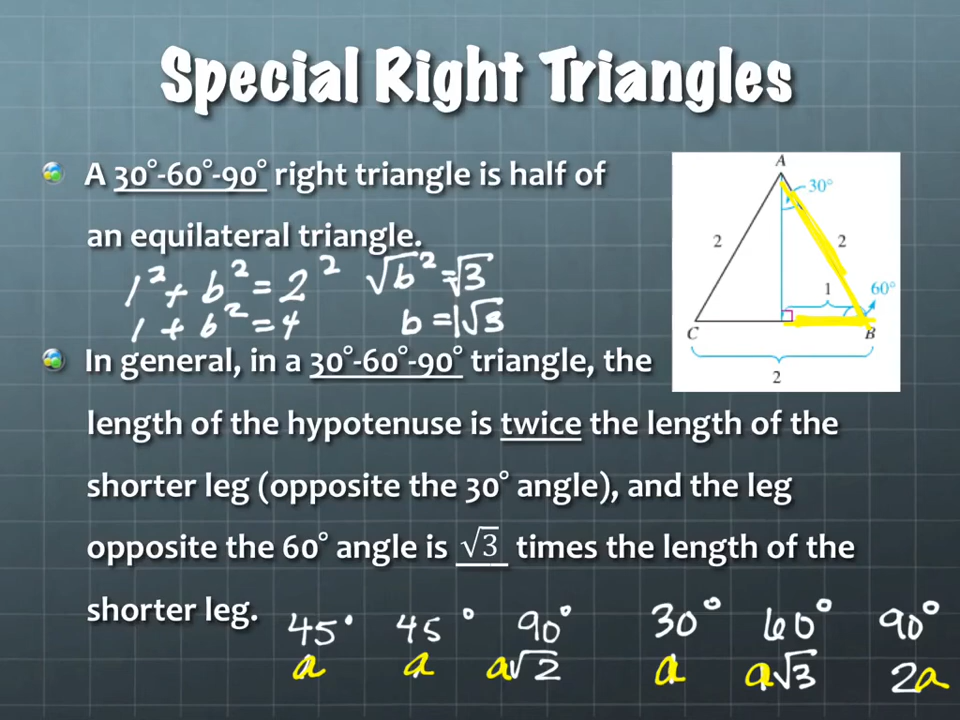 Special Right Triangles
A 30°-60°-90° right triangle is half of
an equilateral triangle.
1² + b² = 2² √b² = √3
1 + b² = 4 b = 1√3
A
30°
2 2
1 60°
C B
2
In general, in a 30°-60°-90° triangle, the
length of the hypotenuse is twice the length of the
shorter leg (opposite the 30° angle), and the leg
opposite the 60° angle is √3 times the length of the
shorter leg.
45° 45° 90° 30° 60° 90°
a a a√2 a a√3 2a